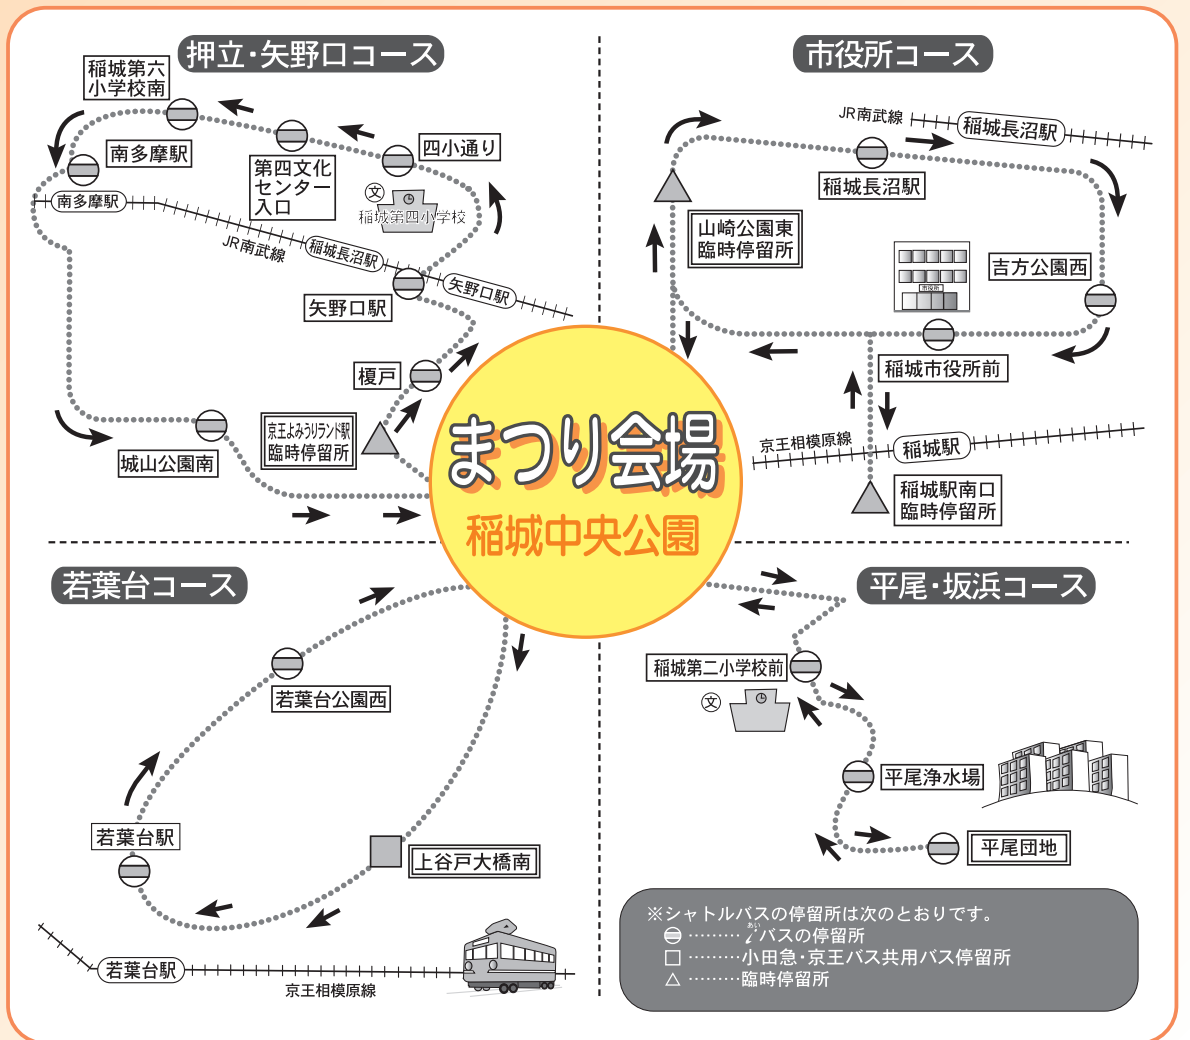 押立・矢野口コース
稲城第六
小学校南
南多摩駅
第四文化
センター
入口
四小通り
文
稲城第四小学校
南多摩駅
JR南武線
稲城長沼駅
矢野口駅
矢野口駅
榎戸
京王よみうりランド駅
臨時停留所
城山公園南
市役所コース
JR南武線
稲城長沼駅
稲城長沼駅
山崎公園東
臨時停留所
吉方公園西
市役所
稲城市役所前
京王相模原線
稲城駅
稲城駅南口
臨時停留所
まつり会場
稲城中央公園
若葉台コース
若葉台公園西
若葉台駅
上谷戸大橋南
若葉台駅
京王相模原線
平尾・坂浜コース
稲城第二小学校前
文
平尾浄水場
平尾団地
※シャトルバスの停留所は次のとおりです。
あい
………iバスの停留所
………小田急・京王バス共用バス停留所
………臨時停留所